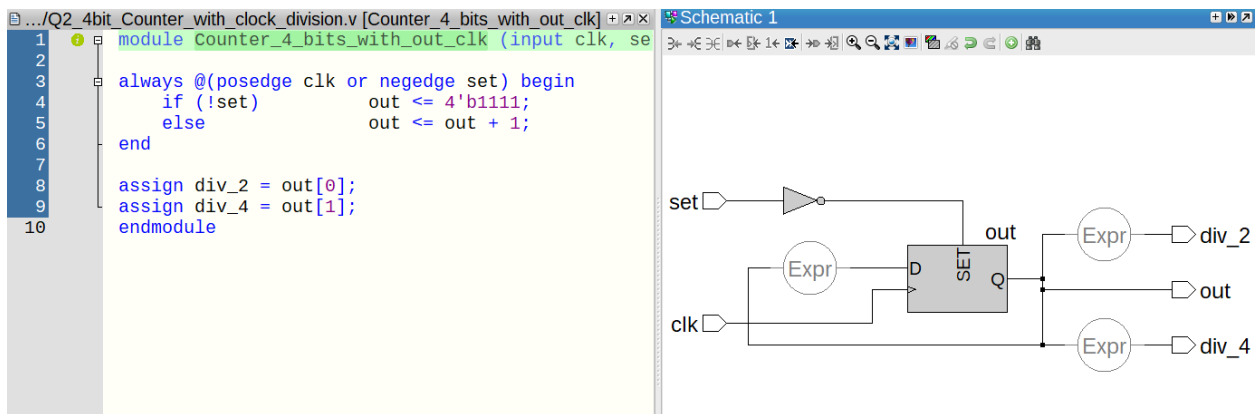 .../Q2_4bit_Counter_with_clock_division.v [Counter_4_bits_with_out_clk]
1 module Counter_4_bits_with_out_clk (input clk, se
2
3 always @(posedge clk or negedge set) begin
4 if (!set) out <= 4'b1111;
5 else out <= out + 1;
6 end
7
8 assign div_2 = out[0];
9 assign div_4 = out[1];
10 endmodule
Schematic 1
set
out
Expr
div_2
Expr
D
SET
Q
out
clk
Expr
div_4